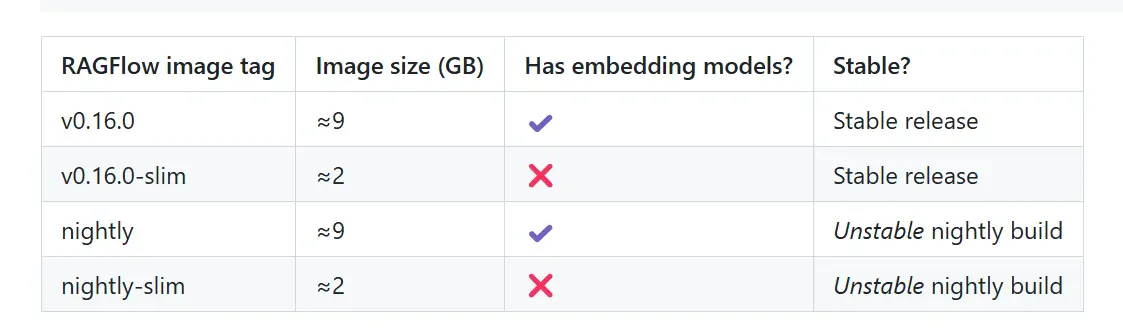 RAGFlow image tag Image size (GB) Has embedding models? Stable?
v0.16.0 ≈9 ✔ Stable release
v0.16.0-slim ≈2 ❌ Stable release
nightly ≈9 ✔ Unstable nightly build
nightly-slim ≈2 ❌ Unstable nightly build